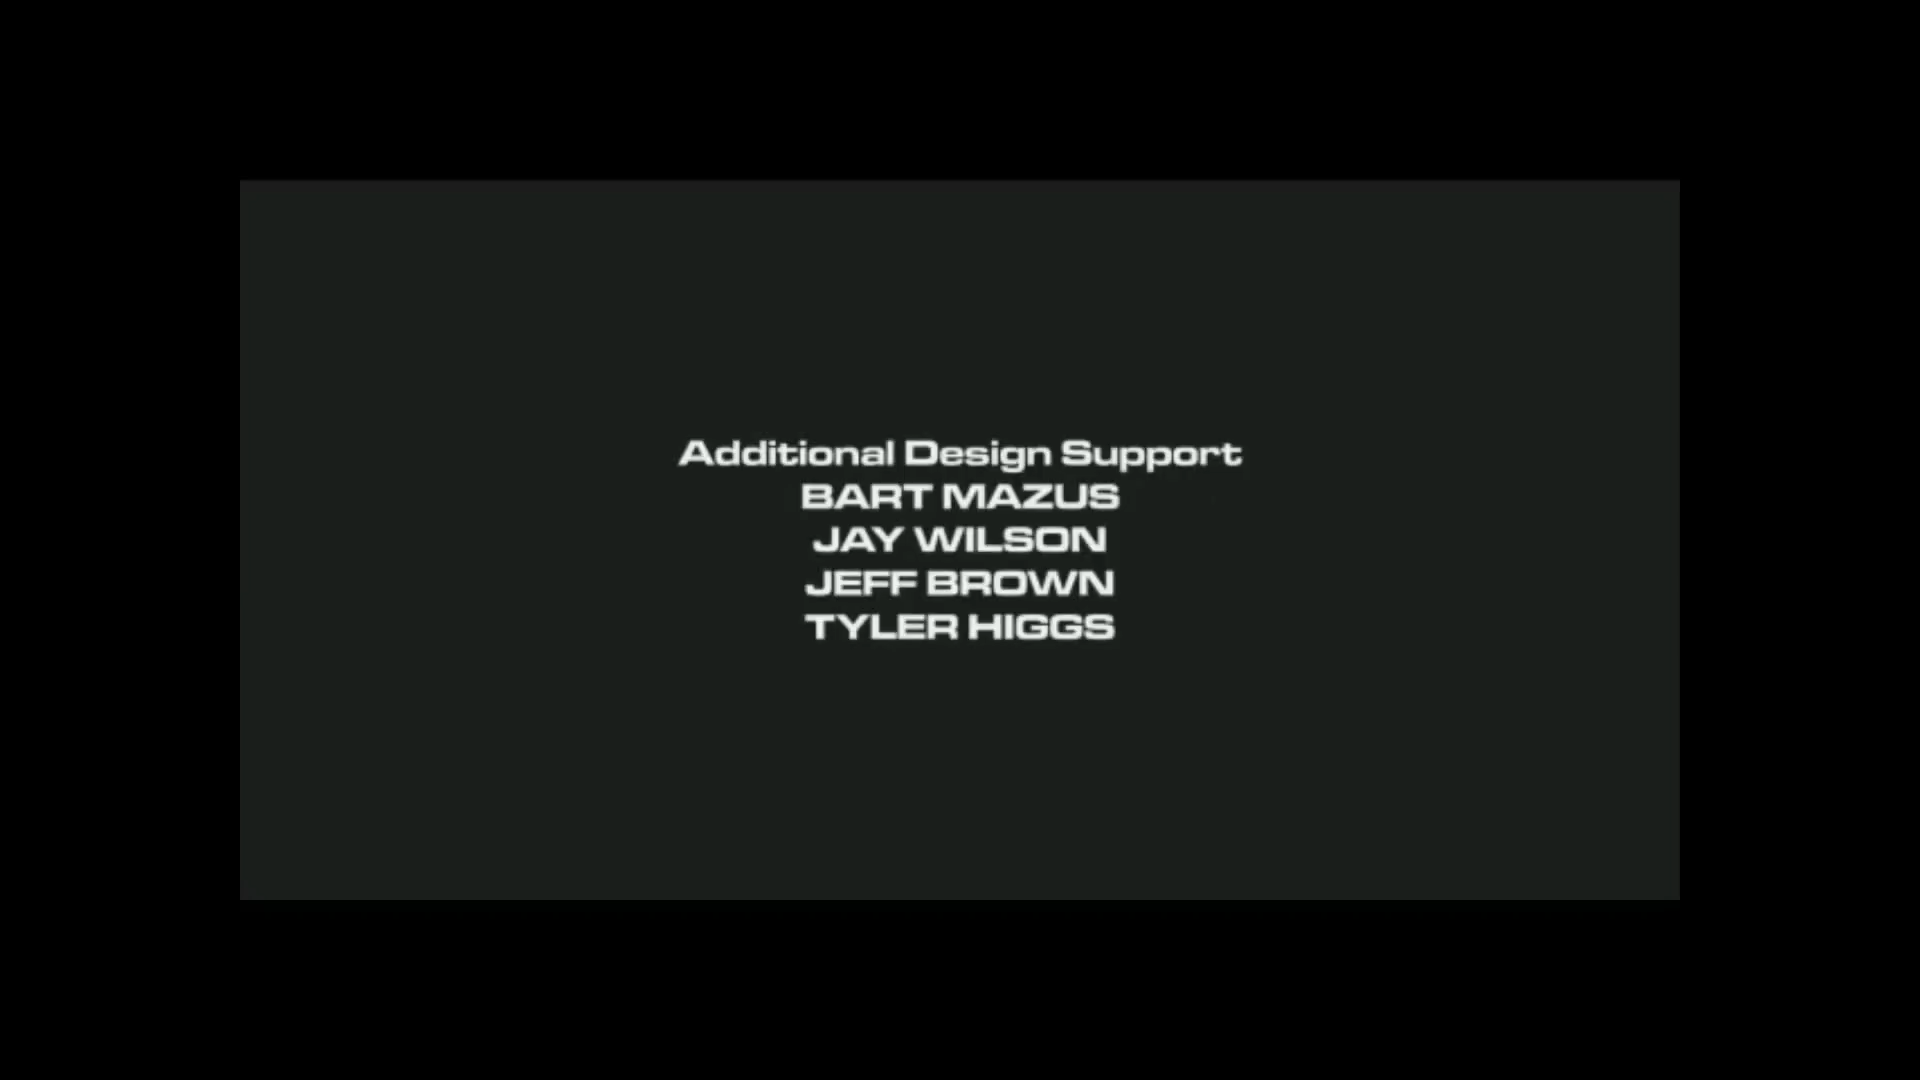 Additional Design Support
BART MAZUS
JAY WILSON
JEFF BROWN
TYLER HIGGS